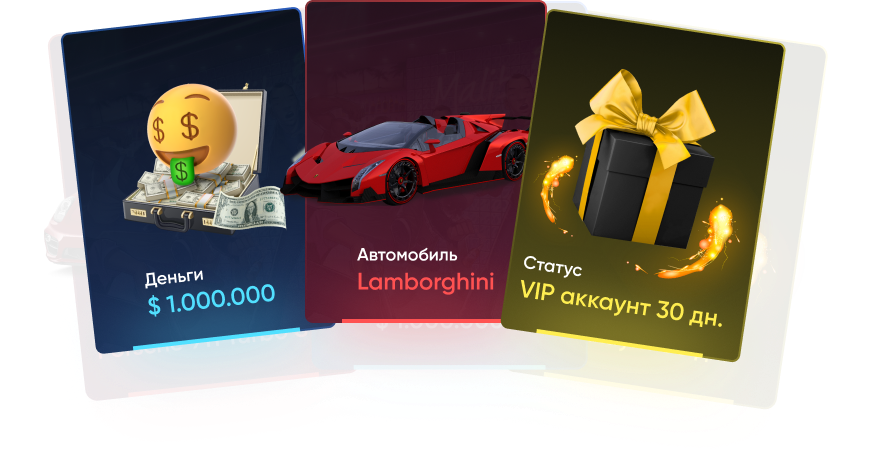 Деньги
$ 1.000.000
Автомобиль
Lamborghini
Статус
VIP аккаунт 30 дн.